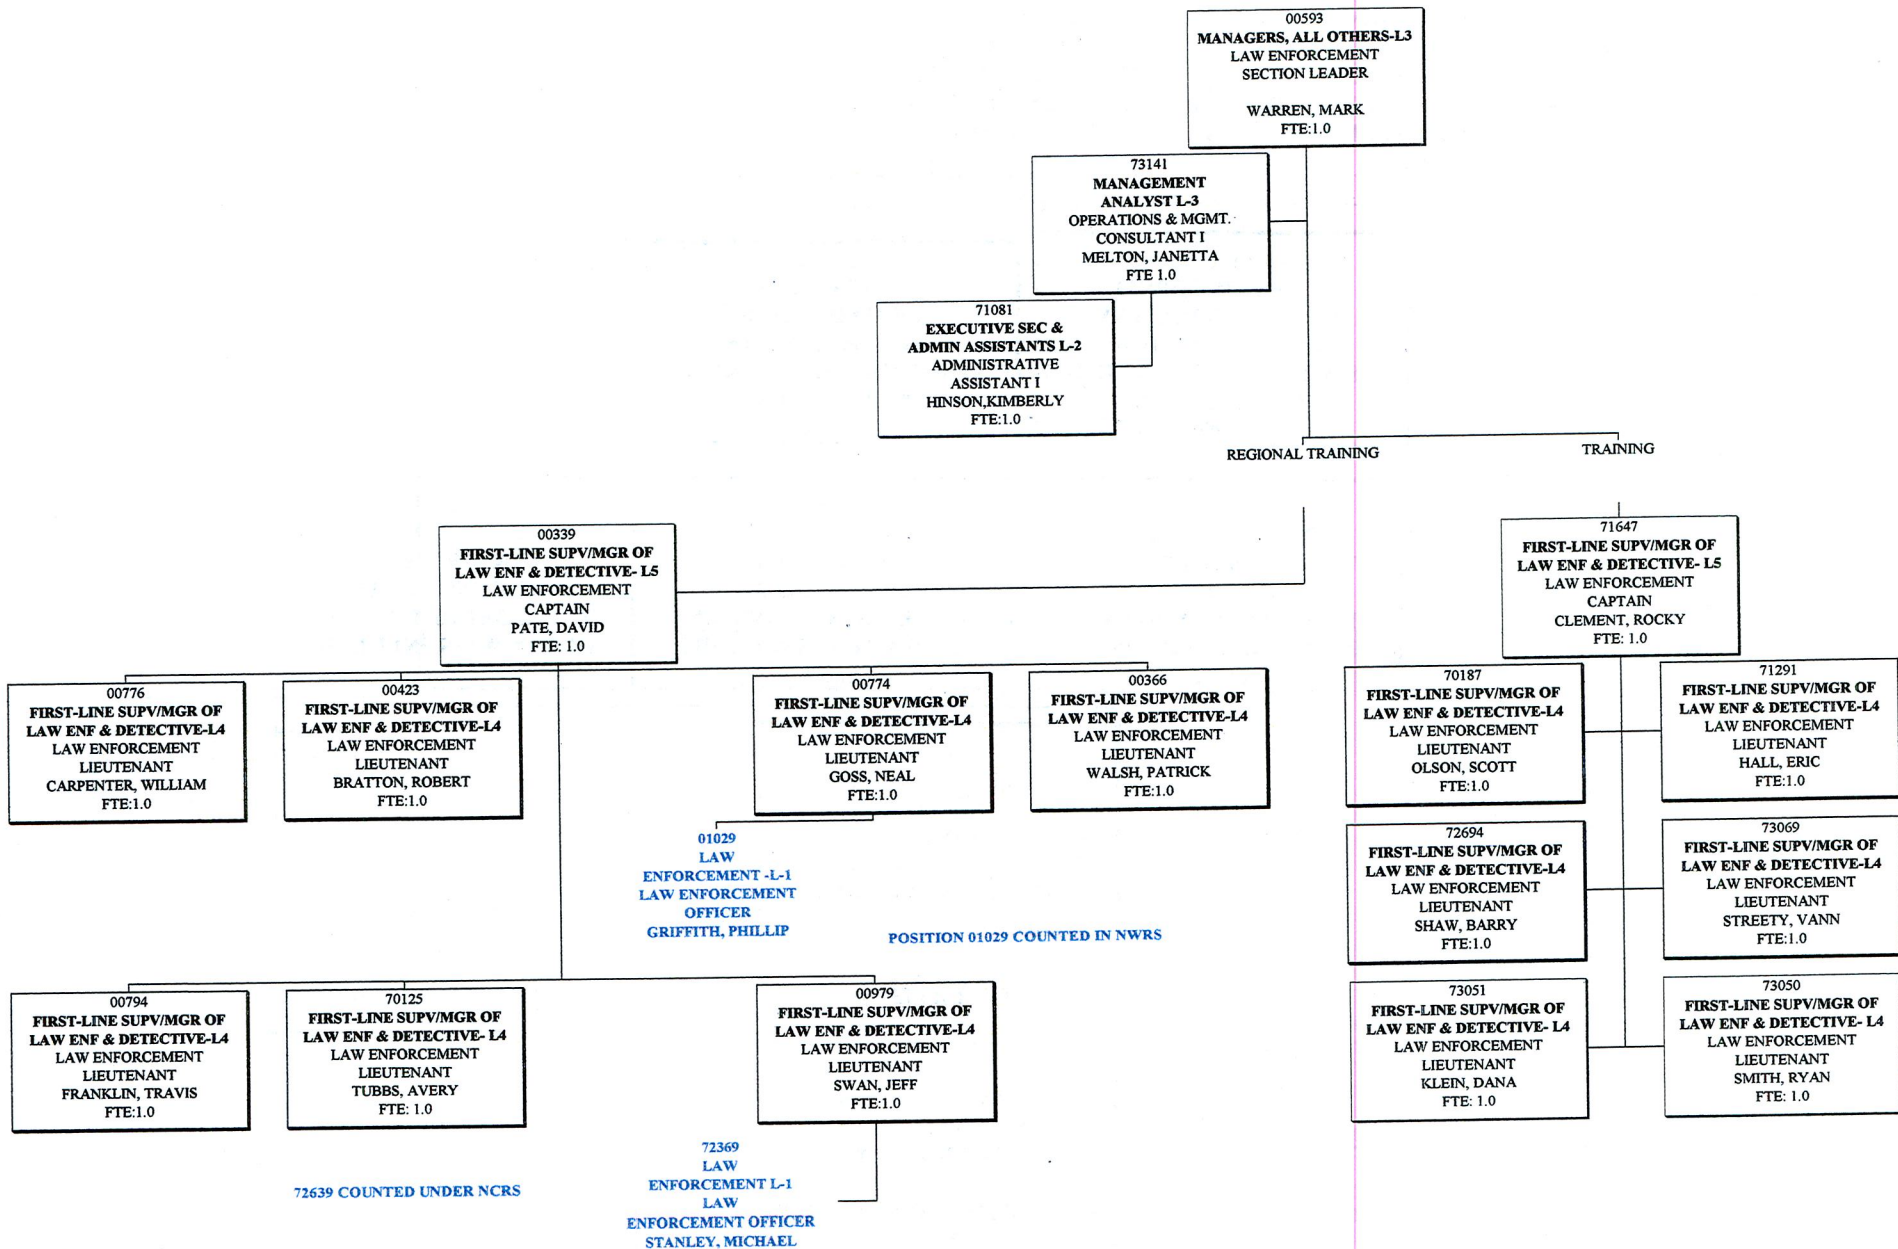 00593
MANAGERS, ALL OTHERS-L3
LAW ENFORCEMENT
SECTION LEADER
WARREN, MARK
FTE:1.0
73141
MANAGEMENT
ANALYST L-3
OPERATIONS & MGMT.
CONSULTANT I
MELTON, JANETTA
FTE 1.0
71081
EXECUTIVE SEC &
ADMIN ASSISTANTS L-2
ADMINISTRATIVE
ASSISTANT I
HINSON,KIMBERLY
FTE:1.0
REGIONAL TRAINING
TRAINING
00339
FIRST-LINE SUPV/MGR OF
LAW ENF & DETECTIVE- L5
LAW ENFORCEMENT
CAPTAIN
PATE, DAVID
FTE: 1.0
71647
FIRST-LINE SUPV/MGR OF
LAW ENF & DETECTIVE- L5
LAW ENFORCEMENT
CAPTAIN
CLEMENT, ROCKY
FTE: 1.0
00776
FIRST-LINE SUPV/MGR OF
LAW ENF & DETECTIVE-L4
LAW ENFORCEMENT
LIEUTENANT
CARPENTER, WILLIAM
FTE:1.0
00423
FIRST-LINE SUPV/MGR OF
LAW ENF & DETECTIVE-L4
LAW ENFORCEMENT
LIEUTENANT
BRATTON, ROBERT
FTE:1.0
00774
FIRST-LINE SUPV/MGR OF
LAW ENF & DETECTIVE-L4
LAW ENFORCEMENT
LIEUTENANT
GOSS, NEAL
FTE:1.0
00366
FIRST-LINE SUPV/MGR OF
LAW ENF & DETECTIVE-L4
LAW ENFORCEMENT
LIEUTENANT
WALSH, PATRICK
FTE:1.0
70187
FIRST-LINE SUPV/MGR OF
LAW ENF & DETECTIVE-L4
LAW ENFORCEMENT
LIEUTENANT
OLSON, SCOTT
FTE:1.0
71291
FIRST-LINE SUPV/MGR OF
LAW ENF & DETECTIVE-L4
LAW ENFORCEMENT
LIEUTENANT
HALL, ERIC
FTE:1.0
01029
LAW
ENFORCEMENT -L-1
LAW ENFORCEMENT
OFFICER
GRIFFITH, PHILLIP
POSITION 01029 COUNTED IN NWRS
72694
FIRST-LINE SUPV/MGR OF
LAW ENF & DETECTIVE-L4
LAW ENFORCEMENT
LIEUTENANT
SHAW, BARRY
FTE:1.0
73069
FIRST-LINE SUPV/MGR OF
LAW ENF & DETECTIVE-L4
LAW ENFORCEMENT
LIEUTENANT
STREETY, VANN
FTE:1.0
00794
FIRST-LINE SUPV/MGR OF
LAW ENF & DETECTIVE-L4
LAW ENFORCEMENT
LIEUTENANT
FRANKLIN, TRAVIS
FTE:1.0
70125
FIRST-LINE SUPV/MGR OF
LAW ENF & DETECTIVE- L4
LAW ENFORCEMENT
LIEUTENANT
TUBBS, AVERY
FTE: 1.0
00979
FIRST-LINE SUPV/MGR OF
LAW ENF & DETECTIVE-L4
LAW ENFORCEMENT
LIEUTENANT
SWAN, JEFF
FTE:1.0
73051
FIRST-LINE SUPV/MGR OF
LAW ENF & DETECTIVE- L4
LAW ENFORCEMENT
LIEUTENANT
KLEIN, DANA
FTE: 1.0
73050
FIRST-LINE SUPV/MGR OF
LAW ENF & DETECTIVE- L4
LAW ENFORCEMENT
LIEUTENANT
SMITH, RYAN
FTE: 1.0
72639 COUNTED UNDER NCRS
72369
LAW
ENFORCEMENT L-1
LAW
ENFORCEMENT OFFICER
STANLEY, MICHAEL